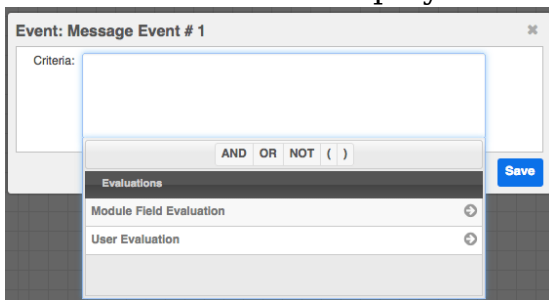 Event: Message Event # 1
Criteria:
AND OR NOT ( )
Save
Evaluations
Module Field Evaluation
User Evaluation